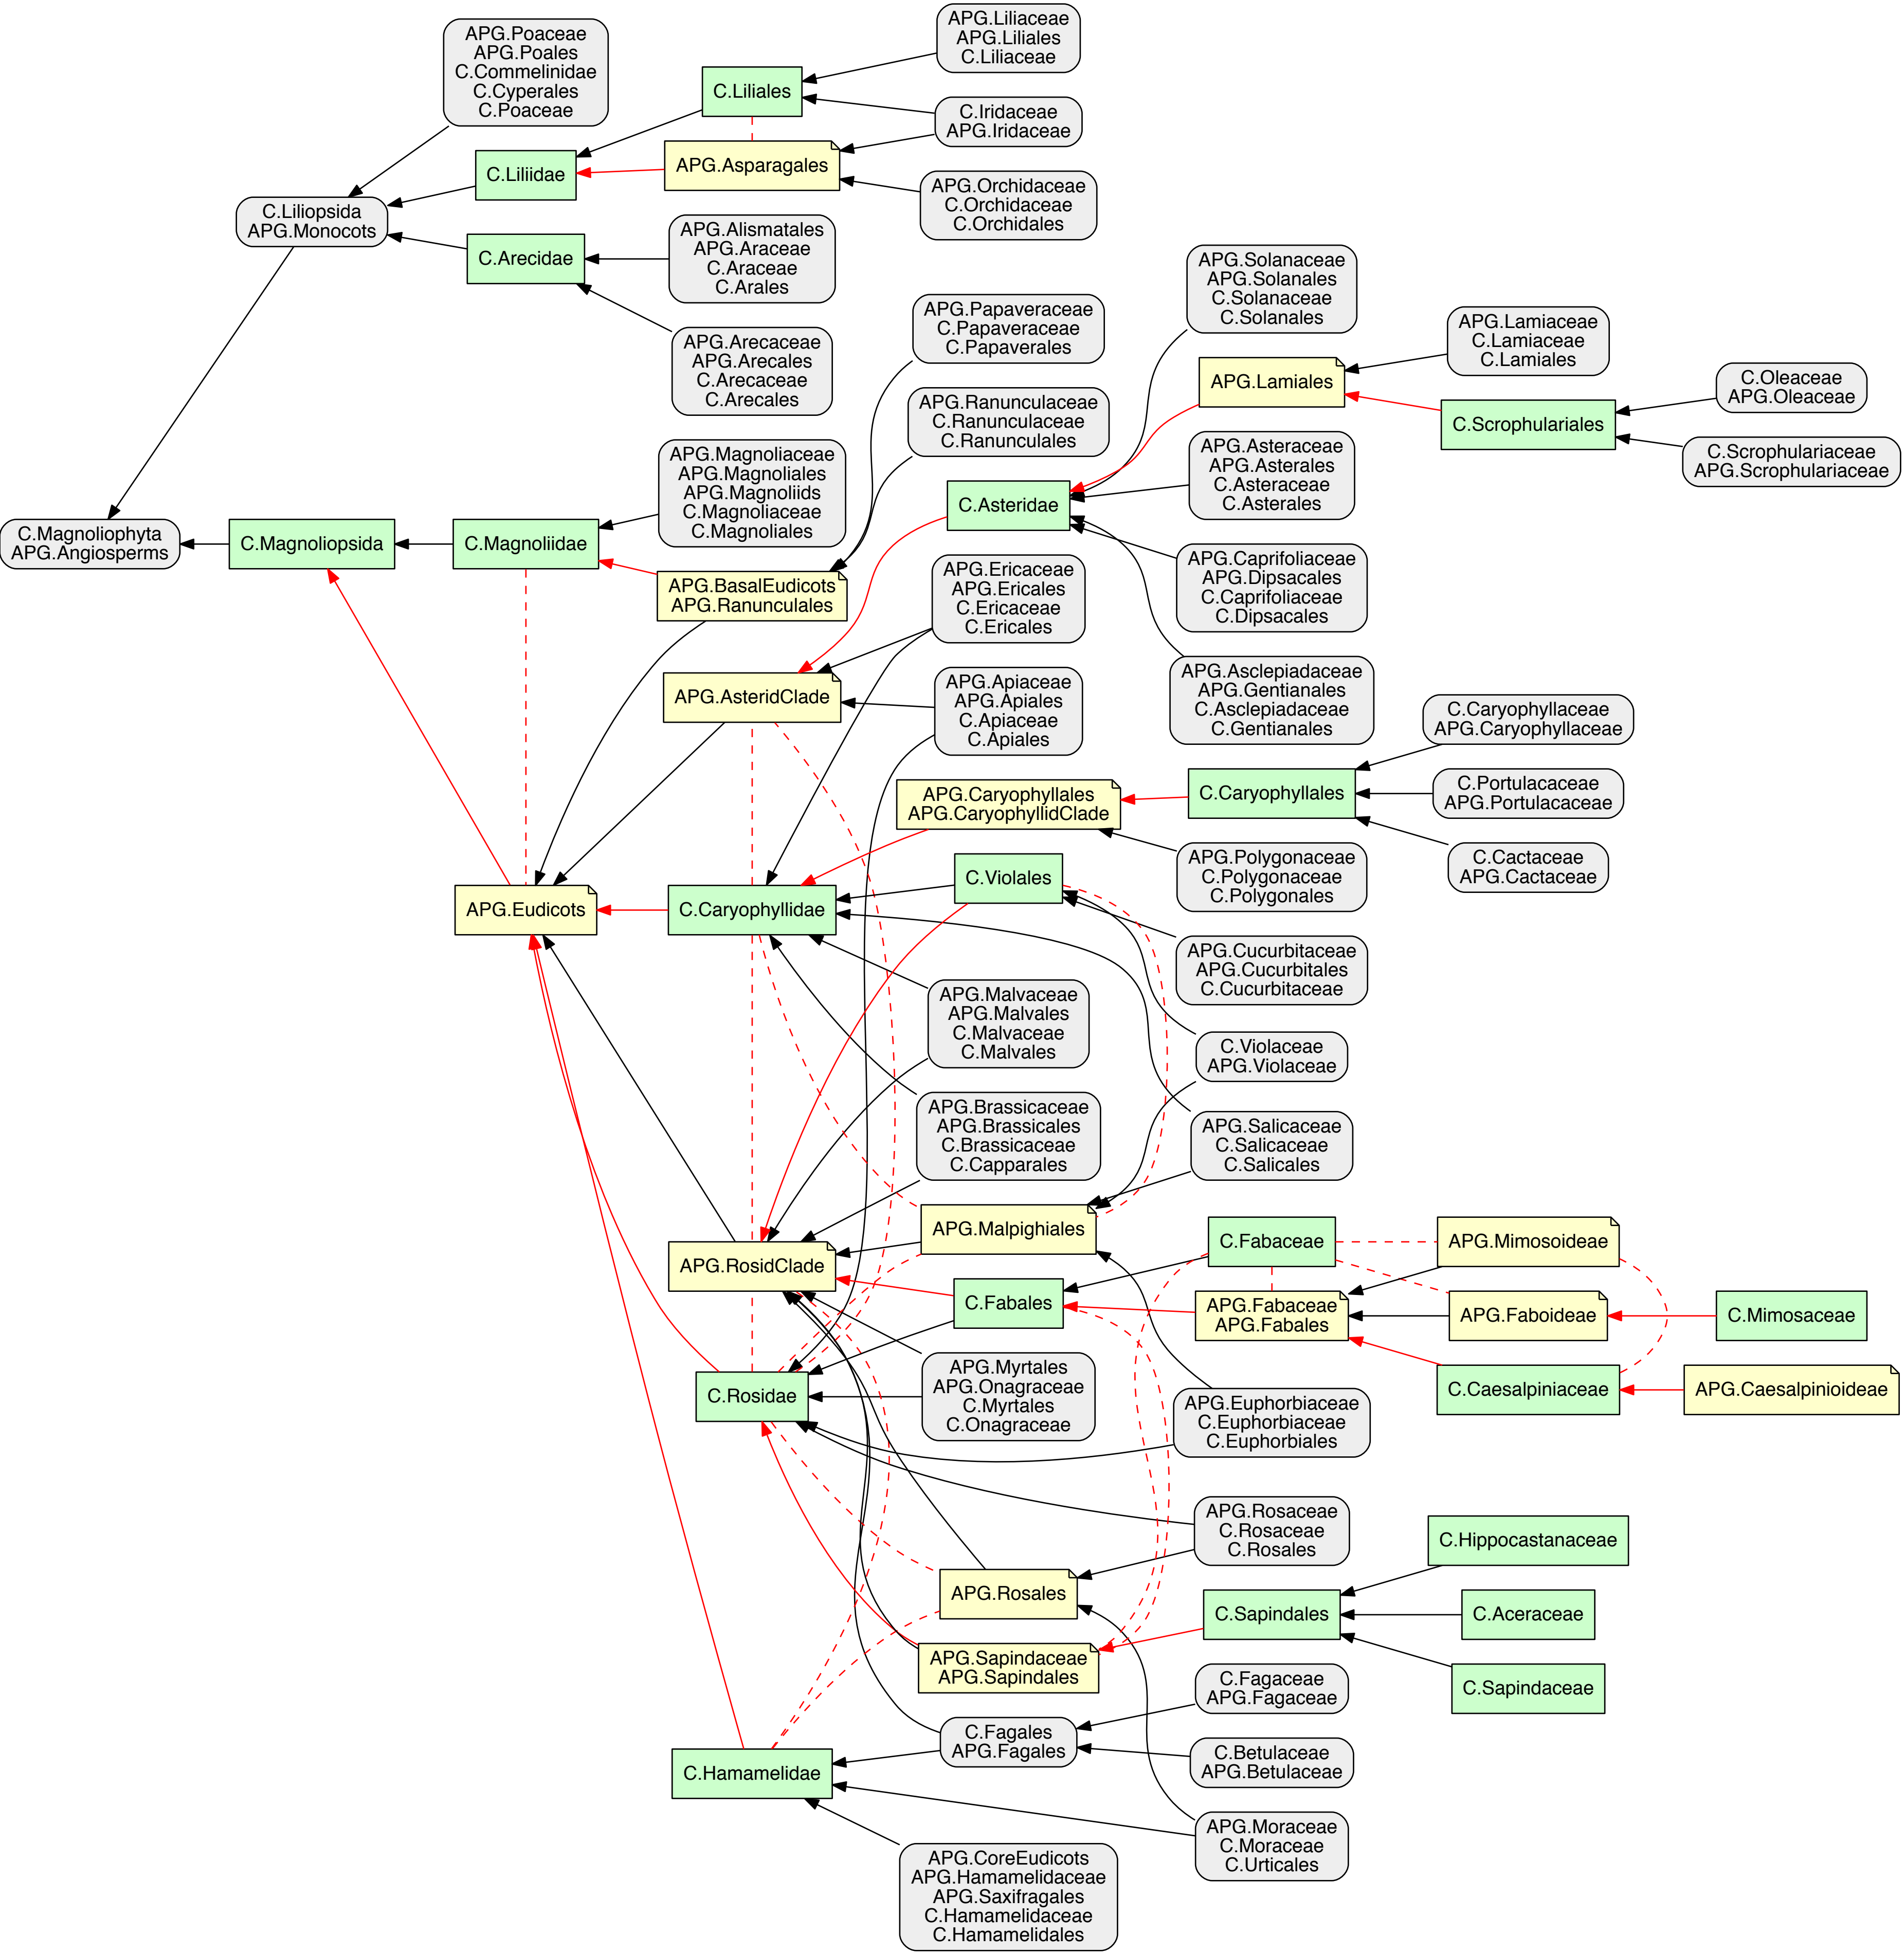 APG.Poaceae
APG.Poales
C.Commelinidae
C.Cyperales
C.Poaceae
C.Liliales
APG.Liliaceae
APG.Liliales
C.Liliaceae
C.Iridaceae
APG.Iridaceae
C.Liliidae
APG.Asparagales
APG.Orchidaceae
C.Orchidaceae
C.Orchidales
C.Liliopsida
APG.Monocots
C.Arecidae
APG.Alismatales
APG.Araceae
C.Araceae
C.Arales
APG.Arecaceae
APG.Arecales
C.Arecaceae
C.Arecales
APG.Papaveraceae
C.Papaveraceae
C.Papaverales
APG.Solanaceae
APG.Solanales
C.Solanaceae
C.Solanales
APG.Lamiaceae
C.Lamiaceae
C.Lamiales
APG.Lamiales
C.Oleaceae
APG.Oleaceae
C.Scrophulariales
C.Scrophulariaceae
APG.Scrophulariaceae
APG.Ranunculaceae
C.Ranunculaceae
C.Ranunculales
APG.Asteraceae
APG.Asterales
C.Asteraceae
C.Asterales
APG.Magnoliaceae
APG.Magnoliales
APG.Magnoliids
C.Magnoliaceae
C.Magnoliales
C.Asteridae
C.Magnoliophyta
APG.Angiosperms
C.Magnoliopsida
C.Magnoliidae
APG.BasalEudicots
APG.Ranunculales
APG.Ericaceae
APG.Ericales
C.Ericaceae
C.Ericales
APG.Caprifoliaceae
APG.Dipsacales
C.Caprifoliaceae
C.Dipsacales
APG.AsteridClade
APG.Apiaceae
APG.Apiales
C.Apiaceae
C.Apiales
APG.Asclepiadaceae
APG.Gentianales
C.Asclepiadaceae
C.Gentianales
C.Caryophyllaceae
APG.Caryophyllaceae
APG.Caryophyllales
APG.CaryophyllidClade
C.Caryophyllales
C.Portulacaceae
APG.Portulacaceae
C.Cactaceae
APG.Cactaceae
APG.Polygonaceae
C.Polygonaceae
C.Polygonales
APG.Eudicots
C.Caryophyllidae
C.Violales
APG.Cucurbitaceae
APG.Cucurbitales
C.Cucurbitaceae
APG.Malvaceae
APG.Malvales
C.Malvaceae
C.Malvales
C.Violaceae
APG.Violaceae
APG.Brassicaceae
APG.Brassicales
C.Brassicaceae
C.Capparales
APG.Salicaceae
C.Salicaceae
C.Salicales
APG.Malpighiales
APG.RosidClade
C.Fabaceae
APG.Mimosoideae
C.Fabales
APG.Fabaceae
APG.Fabales
APG.Faboideae
C.Mimosaceae
C.Rosidae
APG.Myrtales
APG.Onagraceae
C.Myrtales
C.Onagraceae
C.Caesalpiniaceae
APG.Caesalpinioideae
APG.Euphorbiaceae
C.Euphorbiaceae
C.Euphorbiales
APG.Rosaceae
C.Rosaceae
C.Rosales
C.Hippocastanaceae
APG.Rosales
C.Sapindales
C.Aceraceae
APG.Sapindaceae
APG.Sapindales
C.Sapindaceae
C.Fagaceae
APG.Fagaceae
C.Fagales
APG.Fagales
C.Betulaceae
APG.Betulaceae
C.Hamamelidae
APG.Moraceae
C.Moraceae
C.Urticales
APG.CoreEudicots
APG.Hamamelidaceae
APG.Saxifragales
C.Hamamelidaceae
C.Hamamelidales